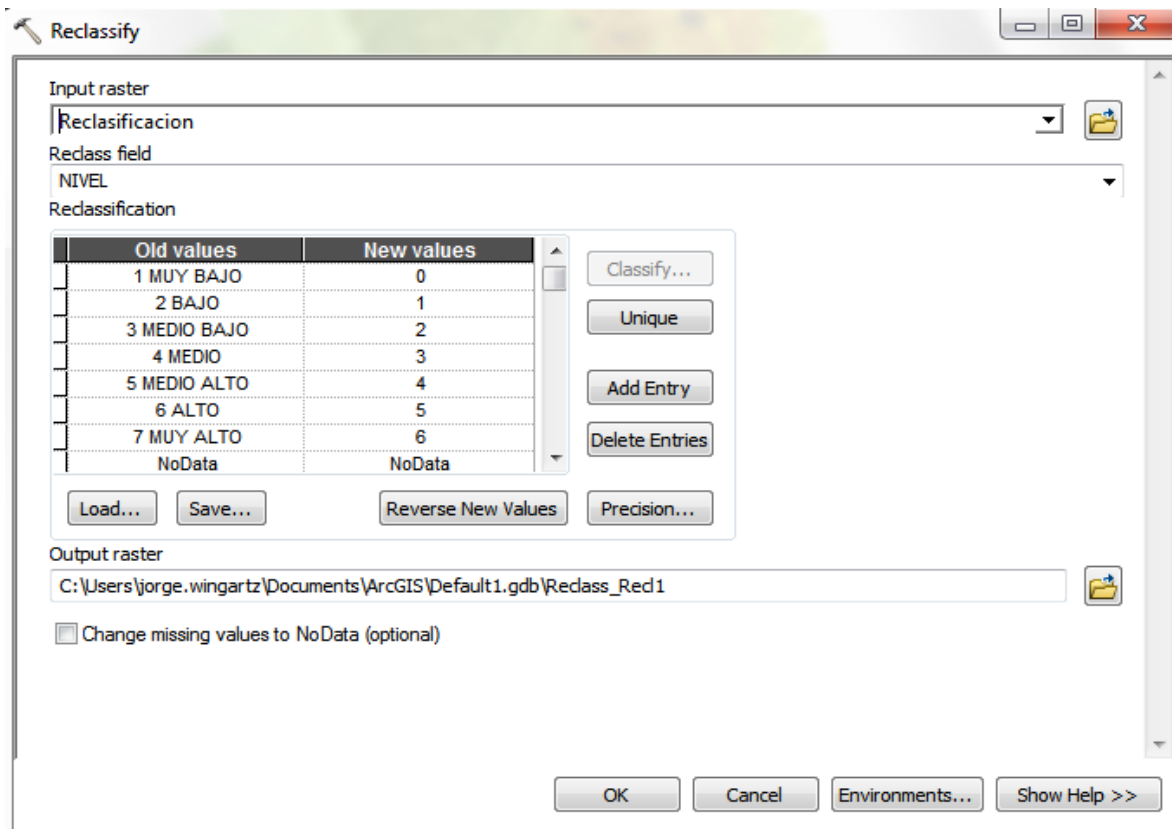 Reclassify
Input raster
Reclasificacion
Reclass field
NIVEL
Reclassification
Old values New values
1 MUY BAJO 0
2 BAJO 1
3 MEDIO BAJO 2
4 MEDIO 3
5 MEDIO ALTO 4
6 ALTO 5
7 MUY ALTO 6
NoData NoData
Classify...
Unique
Add Entry
Delete Entries
Load... Save... Reverse New Values Precision...
Output raster
C:\Users\jorge.wingartz\Documents\ArcGIS\Default1.gdb\Reclass_Recl1
Change missing values to NoData (optional)
OK Cancel Environments... Show Help >>